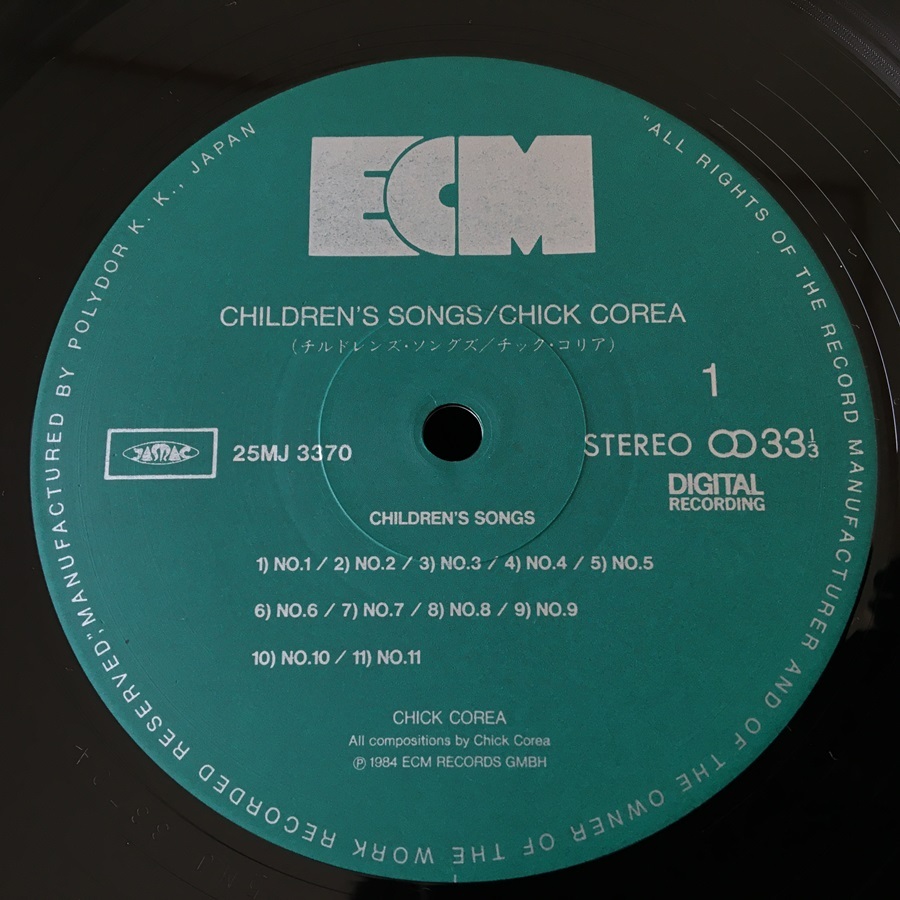 ECM
CHILDREN'S SONGS/CHICK COREA
(チルドレンズ・ソングズ／チック・コリア)
1
JASRAC
25MJ 3370
STEREO ꝏ 33⅓
DIGITAL
RECORDING
CHILDREN'S SONGS
1) NO.1 / 2) NO.2 / 3) NO.3 / 4) NO.4 / 5) NO.5
6) NO.6 / 7) NO.7 / 8) NO.8 / 9) NO.9
10) NO.10 / 11) NO.11
CHICK COREA
All compositions by Chick Corea
℗ 1984 ECM RECORDS GMBH
"ALL RIGHTS OF THE RECORD MANUFACTURER AND OF THE OWNER OF THE WORK RECORDED RESERVED," MANUFACTURED BY POLYDOR K. K., JAPAN